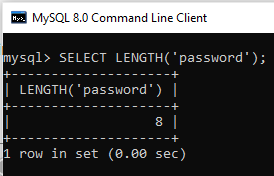 MySQL 8.0 Command Line Client
mysql> SELECT LENGTH('password');
+--------------------+
| LENGTH('password') |
+--------------------+
|                  8 |
+--------------------+
1 row in set (0.00 sec)